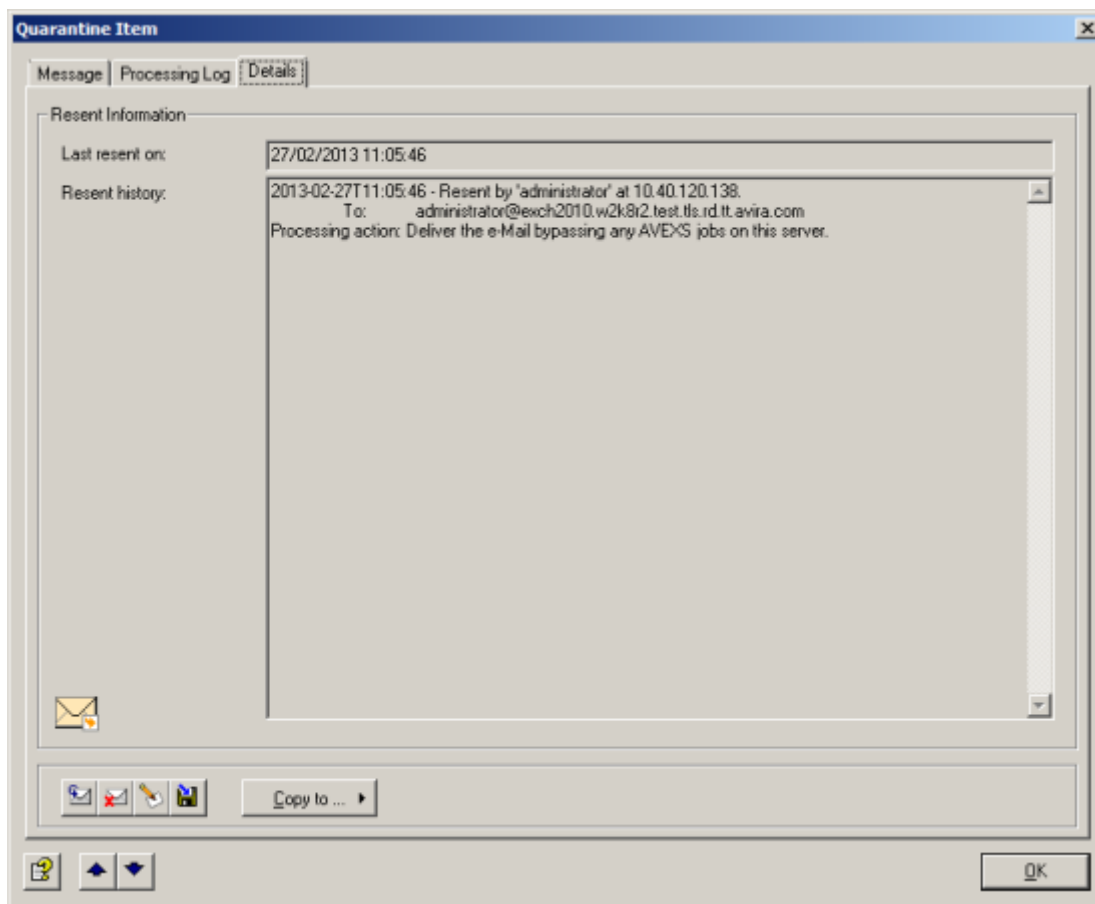 Quarantine Item
Message Processing Log Details
Resent Information
Last resent on: 27/02/2013 11:05:46
Resent history: 2013-02-27T11:05:46 - Resent by 'administrator' at 10.40.120.138.
To: administrator@exch2010.w2k8r2.test.tls.rd.tt.avira.com
Processing action: Deliver the e-Mail bypassing any AVEXS jobs on this server.
Copy to ...
OK